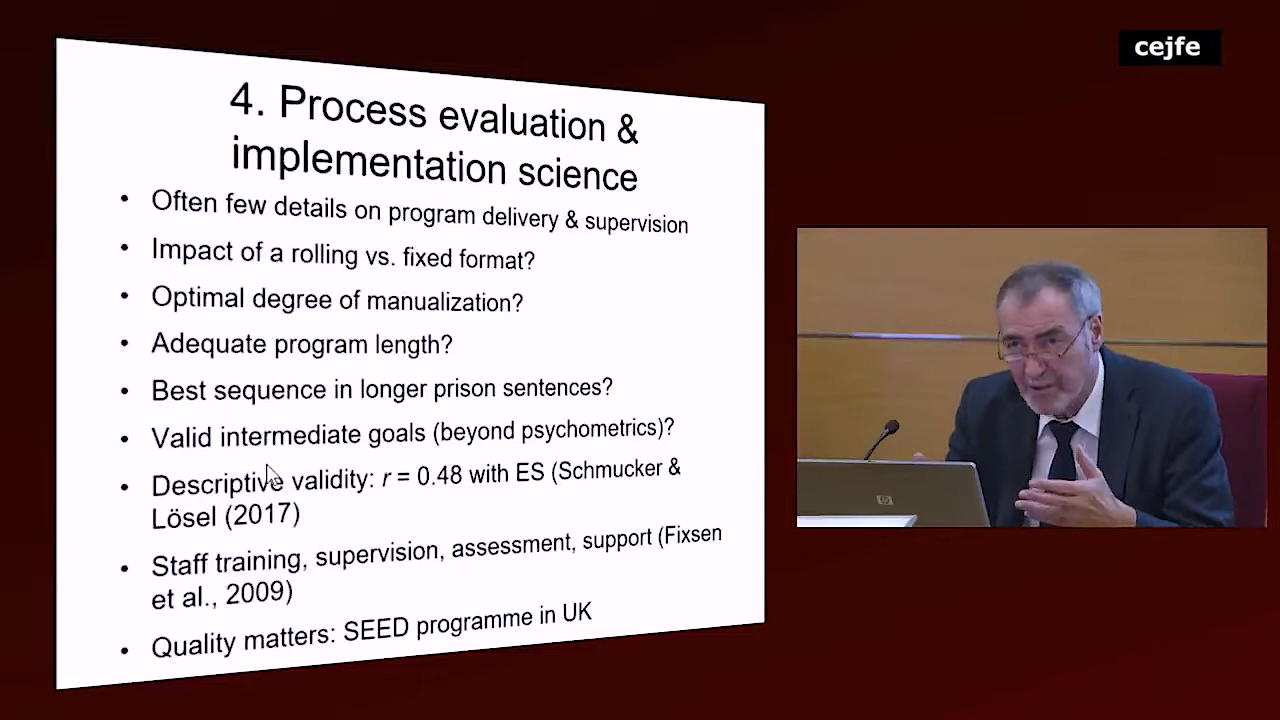 cejfe
4. Process evaluation &
implementation science
• Often few details on program delivery & supervision
• Impact of a rolling vs. fixed format?
• Optimal degree of manualization?
• Adequate program length?
• Best sequence in longer prison sentences?
• Valid intermediate goals (beyond psychometrics)?
• Descriptive validity: r = 0.48 with ES (Schmucker &
Lösel (2017)
• Staff training, supervision, assessment, support (Fixsen
et al., 2009)
• Quality matters: SEED programme in UK
hp